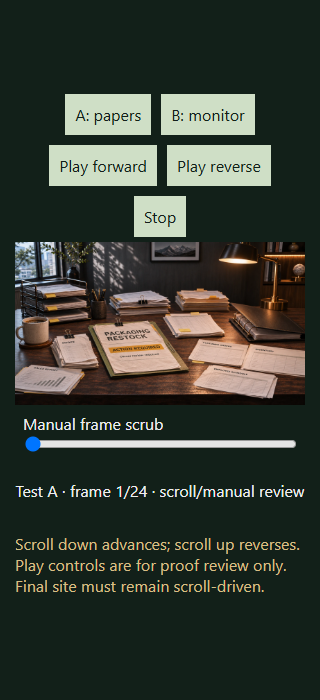 A: papers
B: monitor
Play forward
Play reverse
Stop
PACKAGING
RESTOCK
ACTION REQUIRED
Manual frame scrub
Test A · frame 1/24 · scroll/manual review
Scroll down advances; scroll up reverses.
Play controls are for proof review only.
Final site must remain scroll-driven.